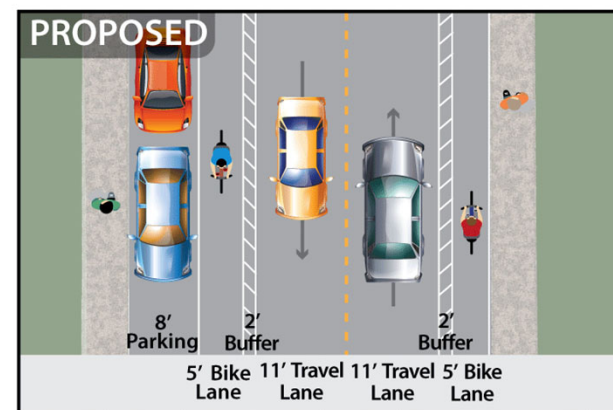 PROPOSED
8’
Parking
2’
Buffer
2’
Buffer
5’ Bike
Lane
11’ Travel
Lane
11’ Travel
Lane
5’ Bike
Lane